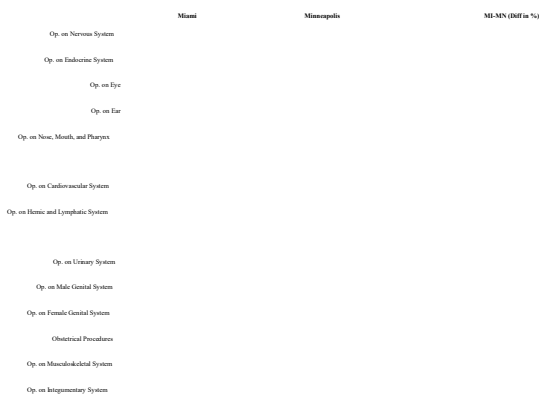 Miami Minneapolis MI-MN (Diff in %)
Op. on Nervous System
Op. on Endocrine System
Op. on Eye
Op. on Ear
Op. on Nose, Mouth, and Pharynx
Op. on Cardiovascular System
Op. on Hemic and Lymphatic System
Op. on Urinary System
Op. on Male Genital System
Op. on Female Genital System
Obstetrical Procedures
Op. on Musculoskeletal System
Op. on Integumentary System